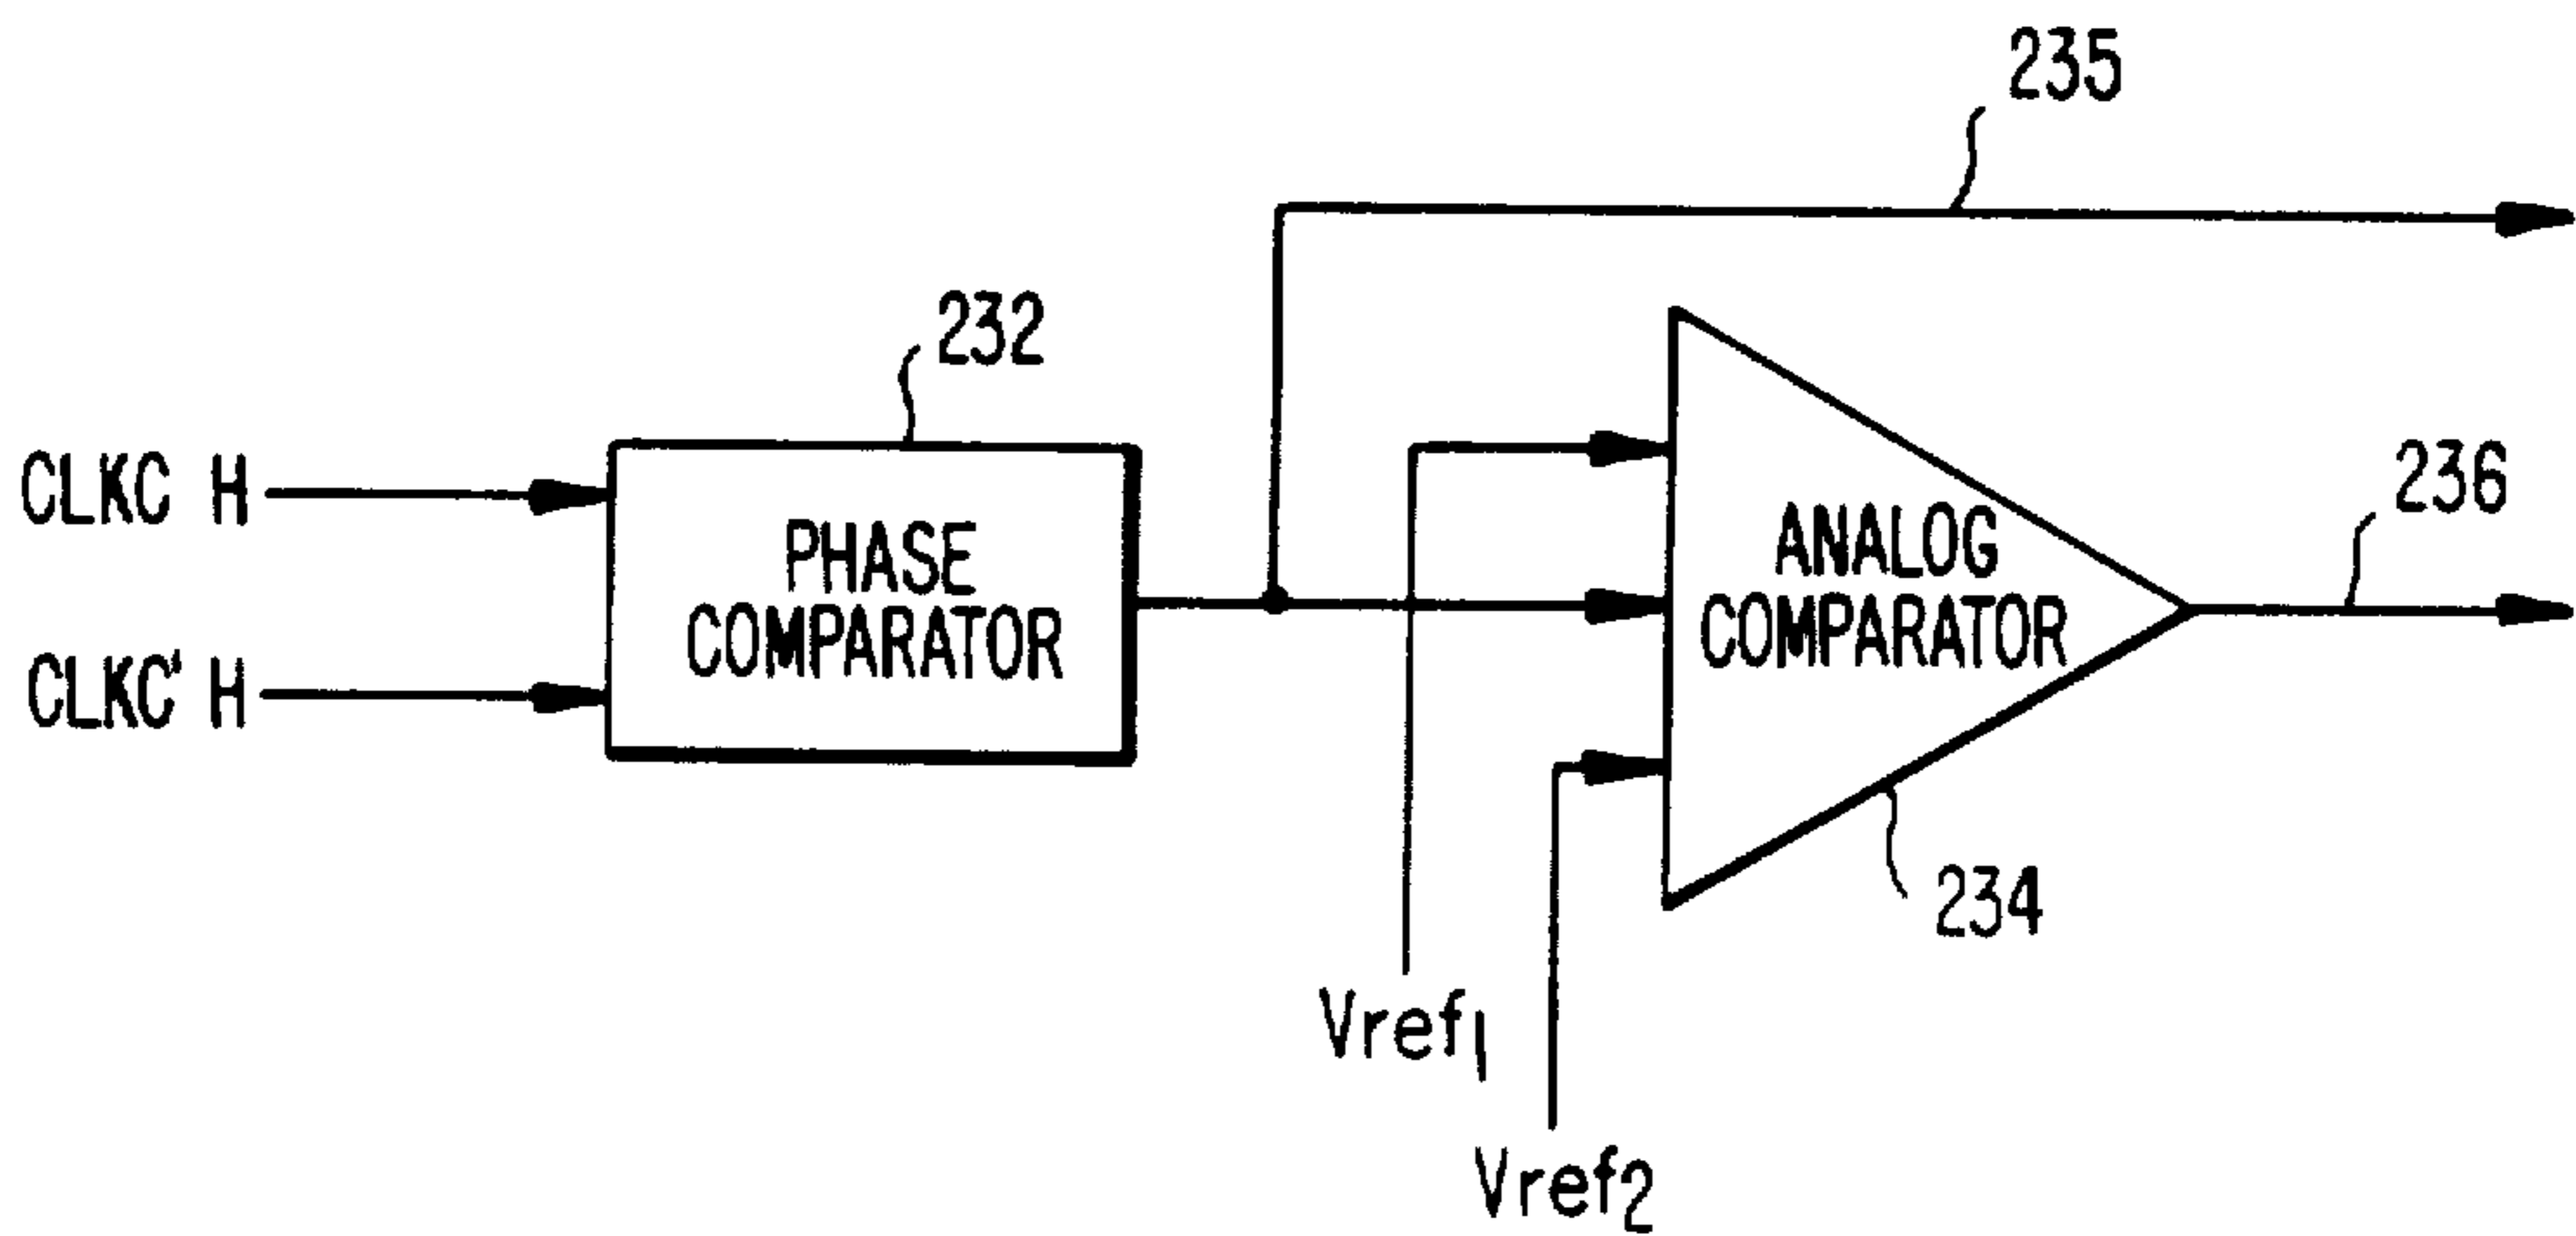 235
232
CLKC H
PHASE
COMPARATOR
CLKC' H
ANALOG
COMPARATOR
236
234
Vref1
Vref2